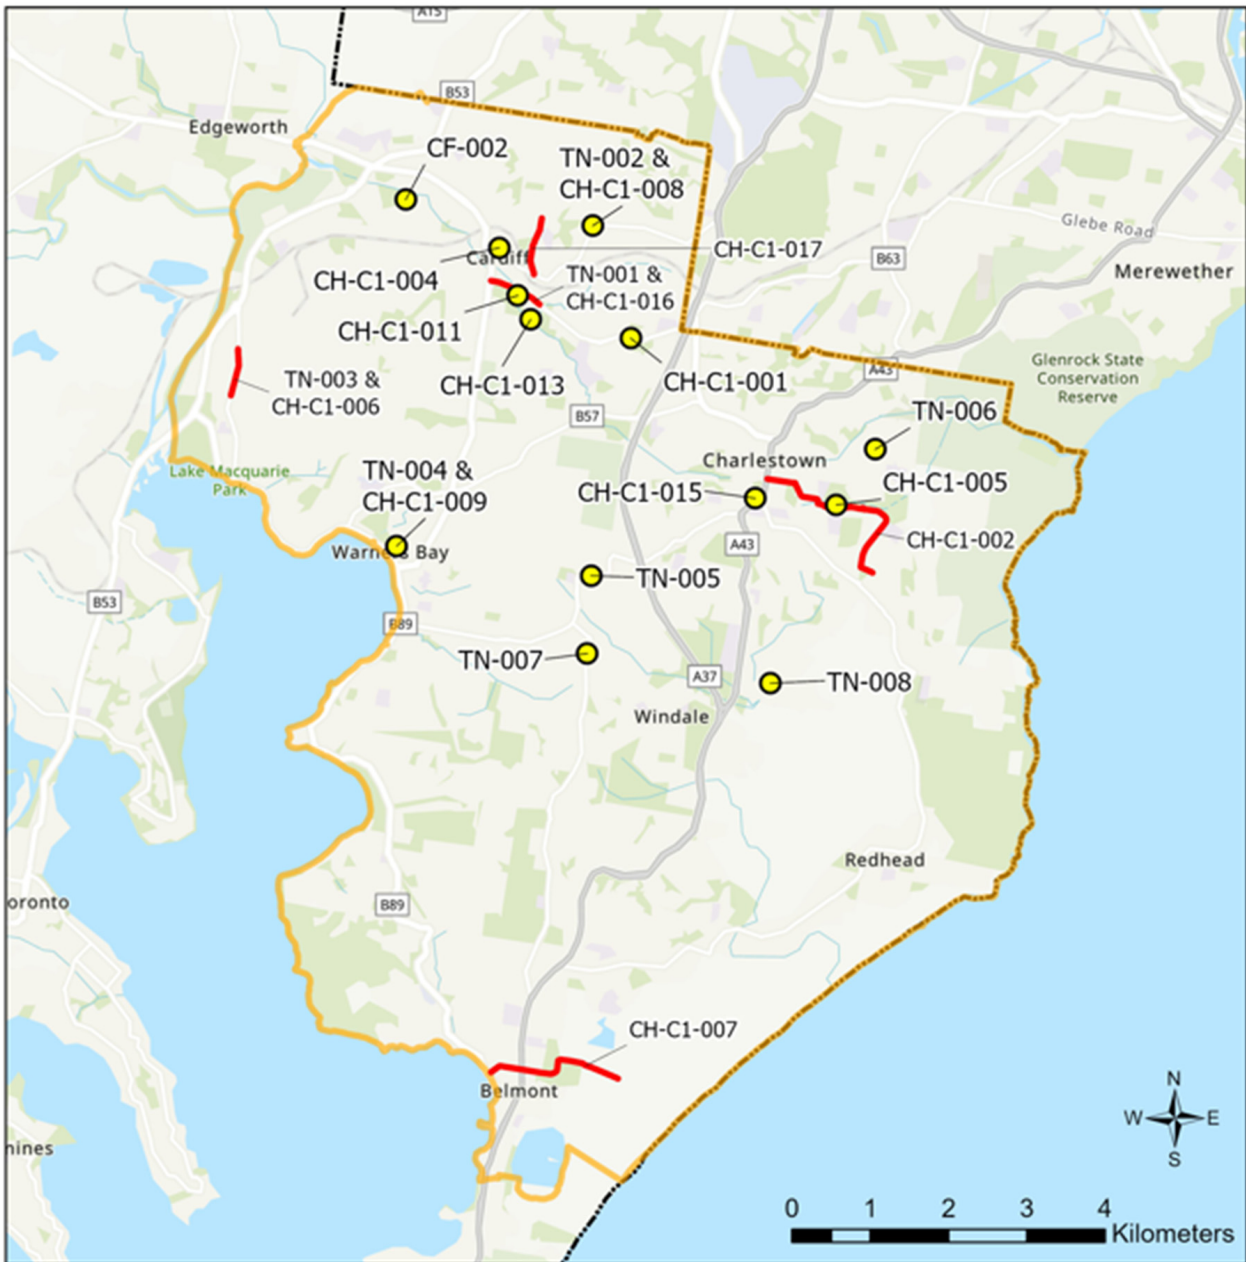 A15
B53
Edgeworth
CF-002
TN-002 &
CH-C1-008
Glebe Road
CH-C1-017
B63
Cardiff
Merewether
CH-C1-004
TN-001 &
CH-C1-016
CH-C1-011
Glenrock State
Conservation
Reserve
A43
TN-003 &
CH-C1-006
CH-C1-013
CH-C1-001
B57
TN-006
Charlestown
Lake Macquarie
Park
TN-004 &
CH-C1-009
CH-C1-015
CH-C1-005
CH-C1-002
A43
Warners Bay
TN-005
B53
B89
TN-007
A37
TN-008
Windale
Redhead
B89
oronto
CH-C1-007
Belmont
N
W E
S
nines
0 1 2 3 4
Kilometers